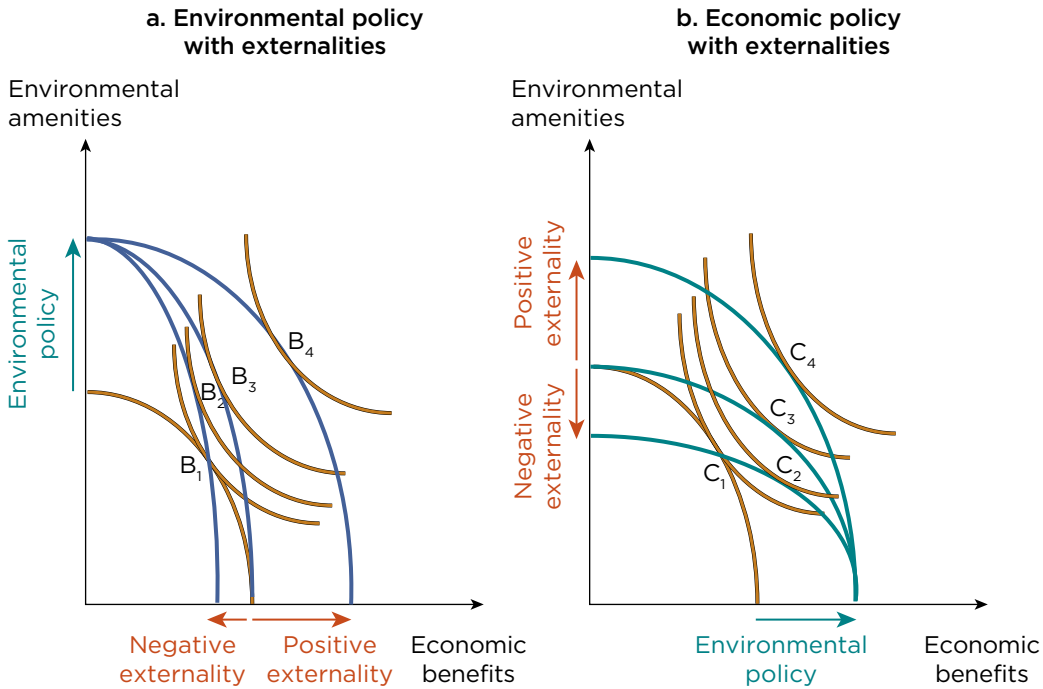 a. Environmental policy
with externalities
Environmental
amenities
Environmental
policy
B1
B2
B3
B4
Negative
externality
Positive
externality
Economic
benefits
b. Economic policy
with externalities
Environmental
amenities
Positive
externality
Negative
externality
C1
C2
C3
C4
Environmental
policy
Economic
benefits